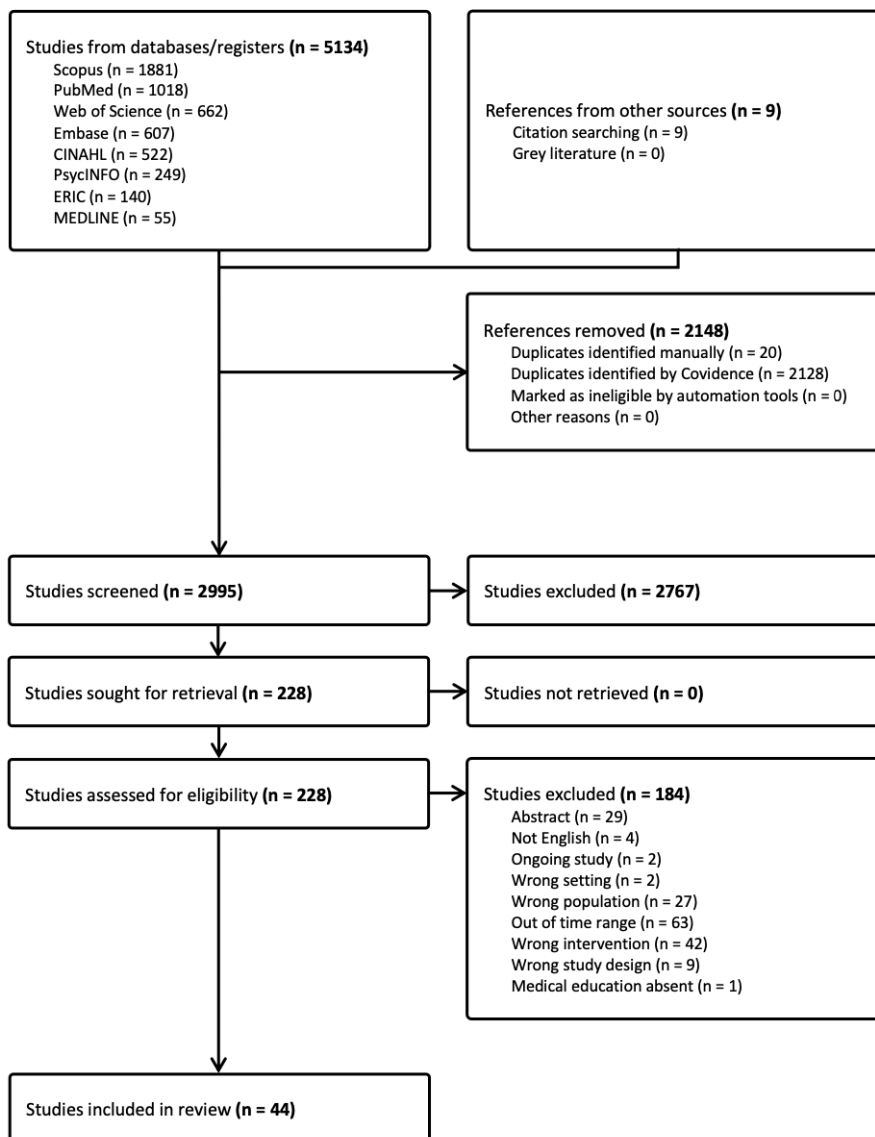 Studies from databases/registers (n = 5134)
Scopus (n = 1881)
PubMed (n = 1018)
Web of Science (n = 662)
Embase (n = 607)
CINAHL (n = 522)
PsycINFO (n = 249)
ERIC (n = 140)
MEDLINE (n = 55)
References from other sources (n = 9)
Citation searching (n = 9)
Grey literature (n = 0)
References removed (n = 2148)
Duplicates identified manually (n = 20)
Duplicates identified by Covidence (n = 2128)
Marked as ineligible by automation tools (n = 0)
Other reasons (n = 0)
Studies screened (n = 2995)
Studies excluded (n = 2767)
Studies sought for retrieval (n = 228)
Studies not retrieved (n = 0)
Studies assessed for eligibility (n = 228)
Studies excluded (n = 184)
Abstract (n = 29)
Not English (n = 4)
Ongoing study (n = 2)
Wrong setting (n = 2)
Wrong population (n = 27)
Out of time range (n = 63)
Wrong intervention (n = 42)
Wrong study design (n = 9)
Medical education absent (n = 1)
Studies included in review (n = 44)